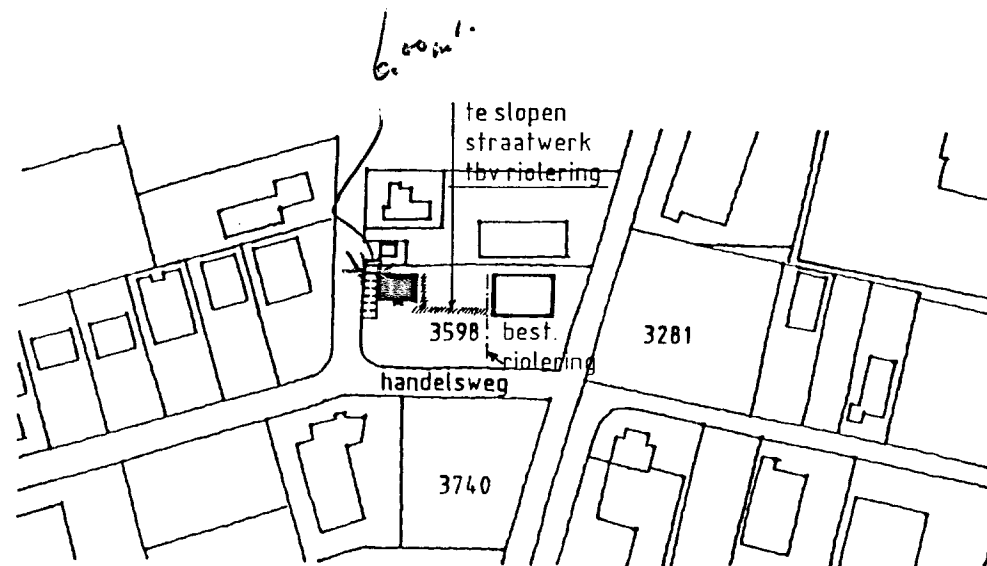 te slopen
straatwerk
tbv riolering
3598 best.
riolering
3281
handelsweg
3740